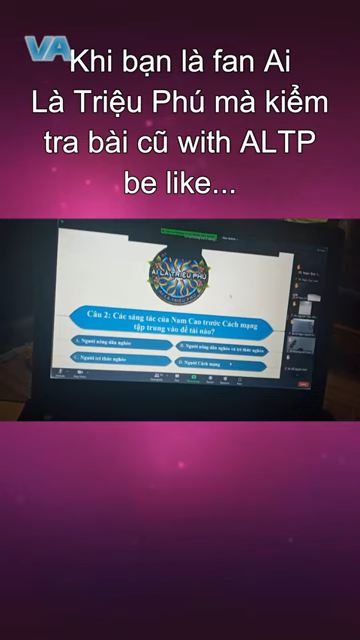 VA
Khi bạn là fan Ai
Là Triệu Phú mà kiểm
tra bài cũ with ALTP
be like...
AI LÀ TRIỆU PHÚ
Câu 2: Các sáng tác của Nam Cao trước Cách mạng
tập trung vào đề tài nào?
A. Người nông dân nghèo
B. Người nông dân nghèo và trí thức nghèo
C. Người trí thức nghèo
D. Người Cách mạng